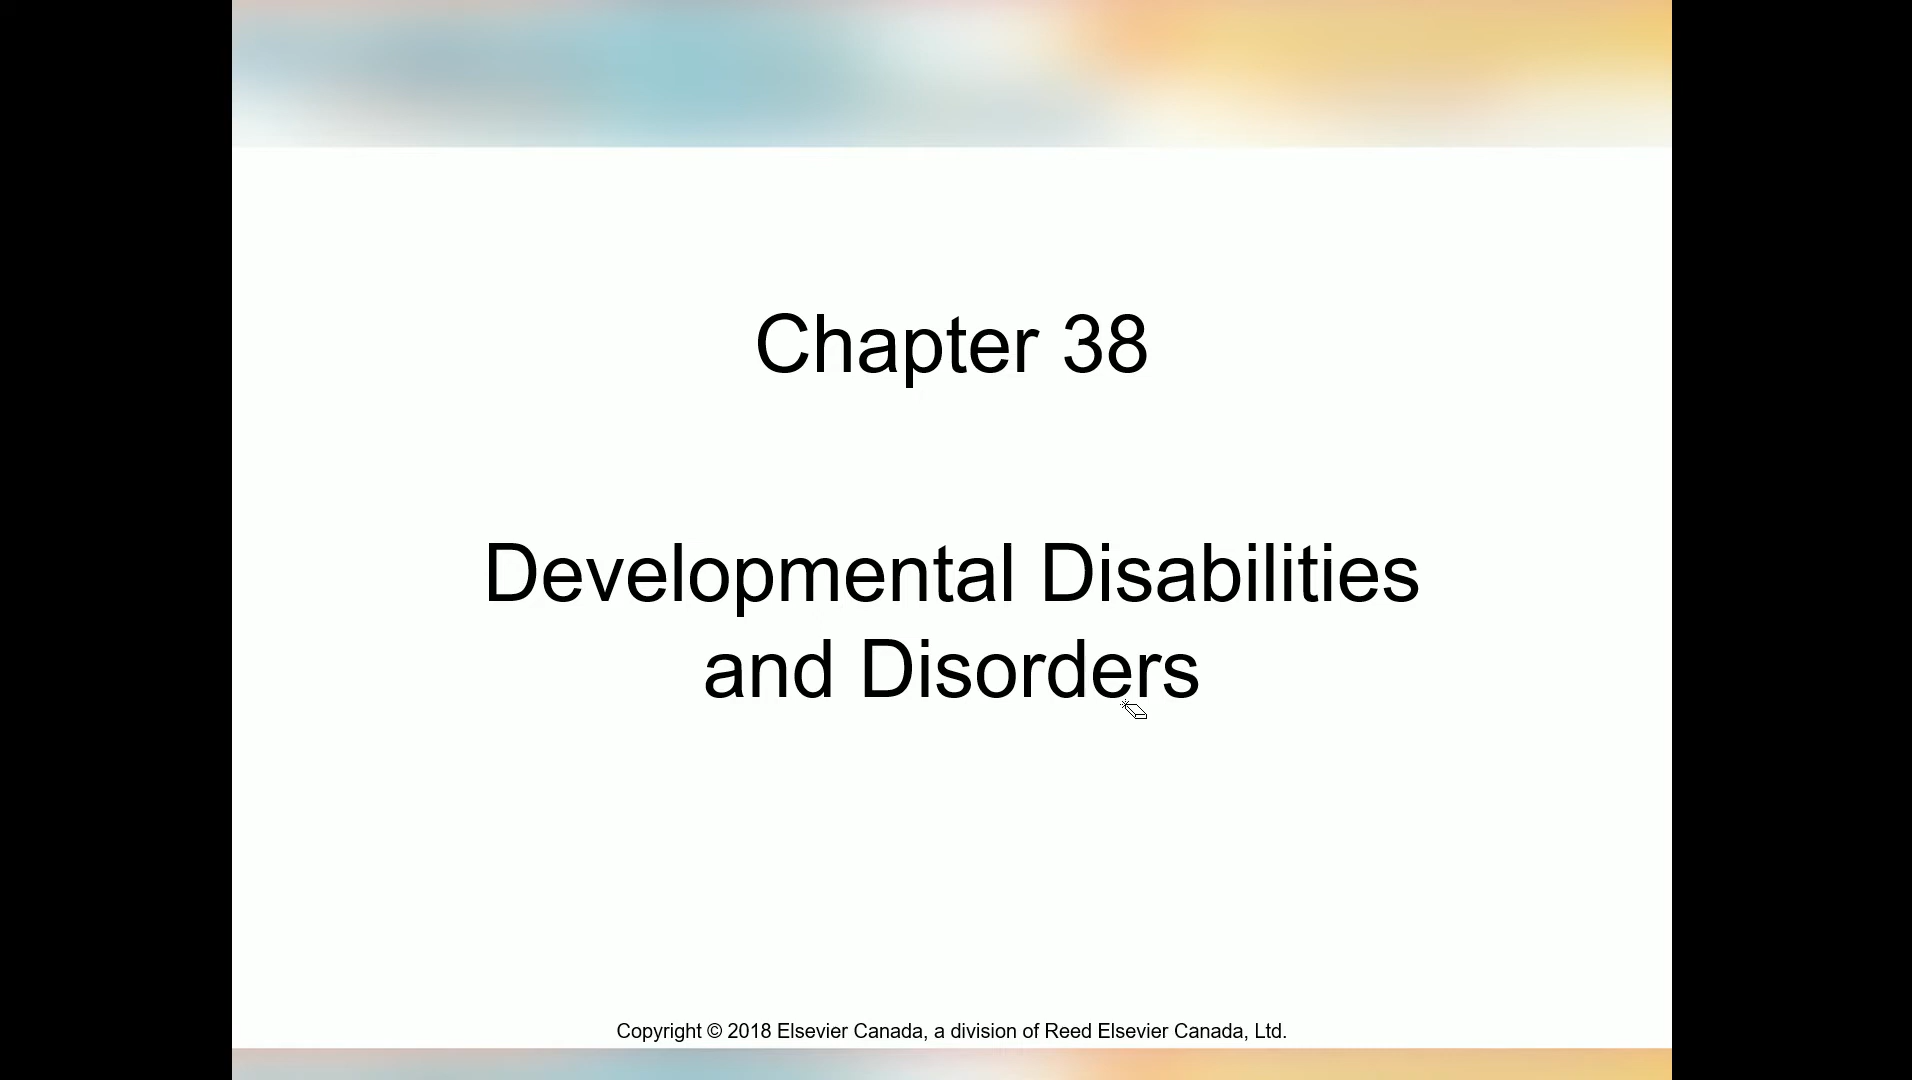 Chapter 38
Developmental Disabilities
and Disorders
Copyright © 2018 Elsevier Canada, a division of Reed Elsevier Canada, Ltd.